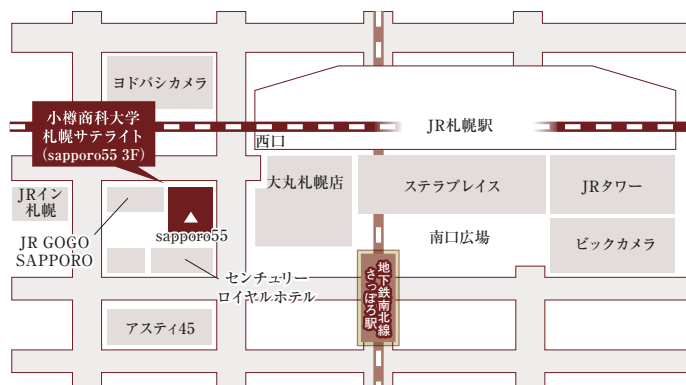 ヨドバシカメラ
小樽商科大学
札幌サテライト
(sapporo55 3F)
JR札幌駅
西口
大丸札幌店
ステラプレイス
JRタワー
JRイン
札幌
sapporo55
JR GOGO
SAPPORO
南口広場
ビックカメラ
センチュリー
ロイヤルホテル
地下鉄南北線
さっぽろ駅
アスティ45